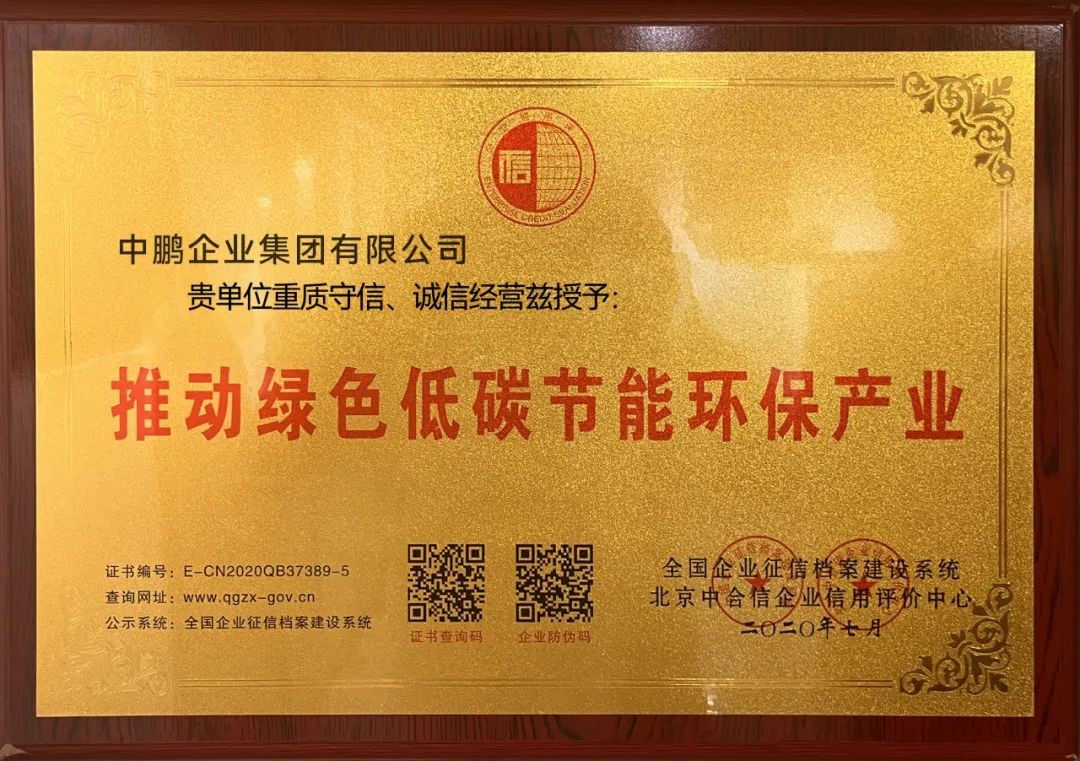 信
ENTERPRISE CREDIT EVALUATION
中鹏企业集团有限公司
贵单位重质守信、诚信经营兹授予：
推动绿色低碳节能环保产业
证书编号：E-CN2020QB37389-5
查询网址：www.qgzx-gov.cn
公示系统：全国企业征信档案建设系统
证书查询码
企业防伪码
全国企业征信档案建设系统
北京中合信企业信用评价中心
二〇二〇年七月